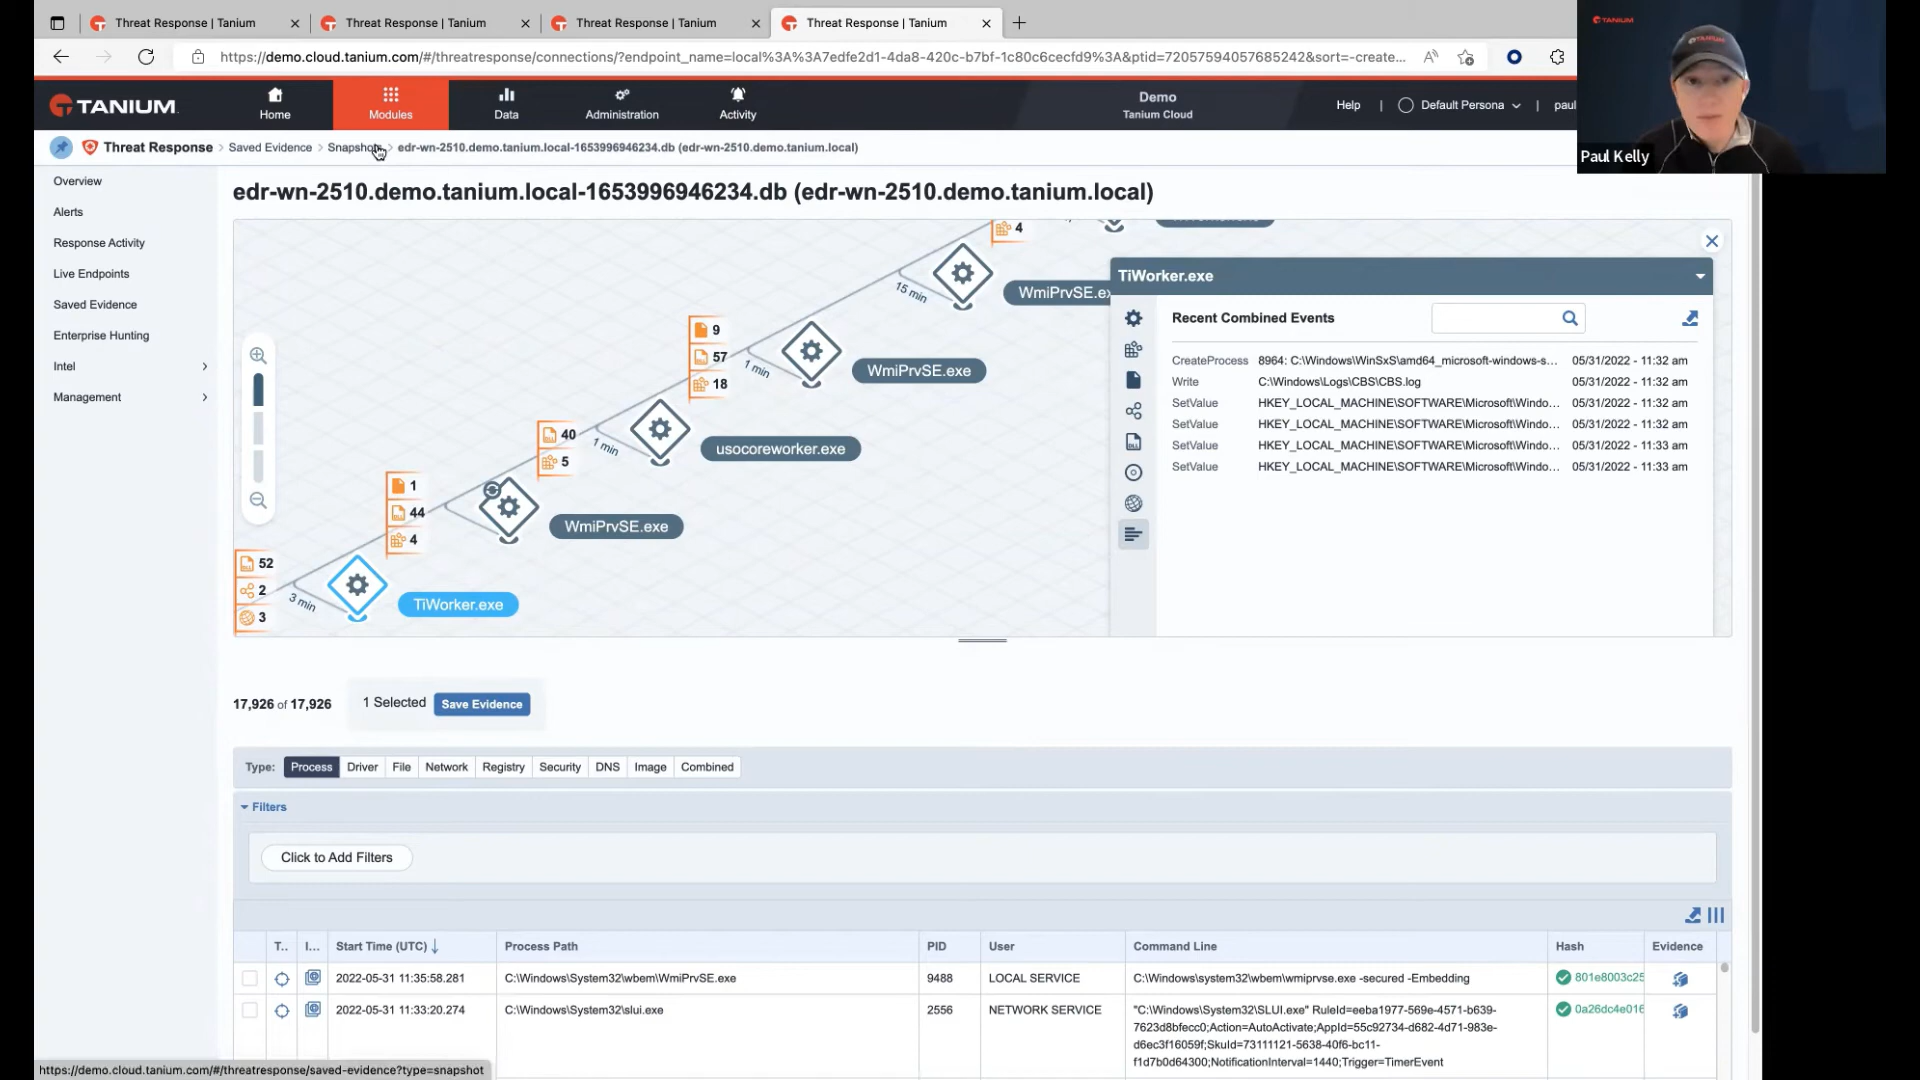 Threat Response | Tanium
Threat Response | Tanium
Threat Response | Tanium
Threat Response | Tanium
https://demo.cloud.tanium.com/#/threatresponse/connections/?endpoint_name=local%3A%3A7edfe2d1-4da8-420c-b7bf-1c80c6cecfd9%3A&ptid=72057594057685242&sort=-create...
TANIUM
TANIUM
Home
Modules
Data
Administration
Activity
Demo
Tanium Cloud
Help | Default Persona | paul
Paul Kelly
Threat Response > Saved Evidence > Snapshots > edr-wn-2510.demo.tanium.local-1653996946234.db (edr-wn-2510.demo.tanium.local)
Overview
Alerts
Response Activity
Live Endpoints
Saved Evidence
Enterprise Hunting
Intel
Management
edr-wn-2510.demo.tanium.local-1653996946234.db (edr-wn-2510.demo.tanium.local)
4
15 min
WmiPrvSE.ex
9
57
18
1 min
WmiPrvSE.exe
40
5
1 min
usocoreworker.exe
1
44
4
WmiPrvSE.exe
52
2
3
3 min
TiWorker.exe
TiWorker.exe
Recent Combined Events
CreateProcess 8964: C:\Windows\WinSxS\amd64_microsoft-windows-s... 05/31/2022 - 11:32 am
Write C:\Windows\Logs\CBS\CBS.log 05/31/2022 - 11:32 am
SetValue HKEY_LOCAL_MACHINE\SOFTWARE\Microsoft\Windo... 05/31/2022 - 11:32 am
SetValue HKEY_LOCAL_MACHINE\SOFTWARE\Microsoft\Windo... 05/31/2022 - 11:32 am
SetValue HKEY_LOCAL_MACHINE\SOFTWARE\Microsoft\Windo... 05/31/2022 - 11:33 am
SetValue HKEY_LOCAL_MACHINE\SOFTWARE\Microsoft\Windo... 05/31/2022 - 11:33 am
17,926 of 17,926
1 Selected
Save Evidence
Type: Process Driver File Network Registry Security DNS Image Combined
Filters
Click to Add Filters
T.. I... Start Time (UTC) Process Path PID User Command Line Hash Evidence
2022-05-31 11:35:58.281 C:\Windows\System32\wbem\WmiPrvSE.exe 9488 LOCAL SERVICE C:\Windows\system32\wbem\wmiprvse.exe -secured -Embedding 801e8003c25
2022-05-31 11:33:20.274 C:\Windows\System32\slui.exe 2556 NETWORK SERVICE "C:\Windows\System32\SLUI.exe" RuleId=eeba1977-569e-4571-b639- 0a26dc4e016
7623d8bfecc0;Action=AutoActivate;AppId=55c92734-d682-4d71-983e-
d6ec3f16059f;SkuId=73111121-5638-40f6-bc11-
f1d7b0d64300;NotificationInterval=1440;Trigger=TimerEvent
https://demo.cloud.tanium.com/#/threatresponse/saved-evidence?type=snapshot